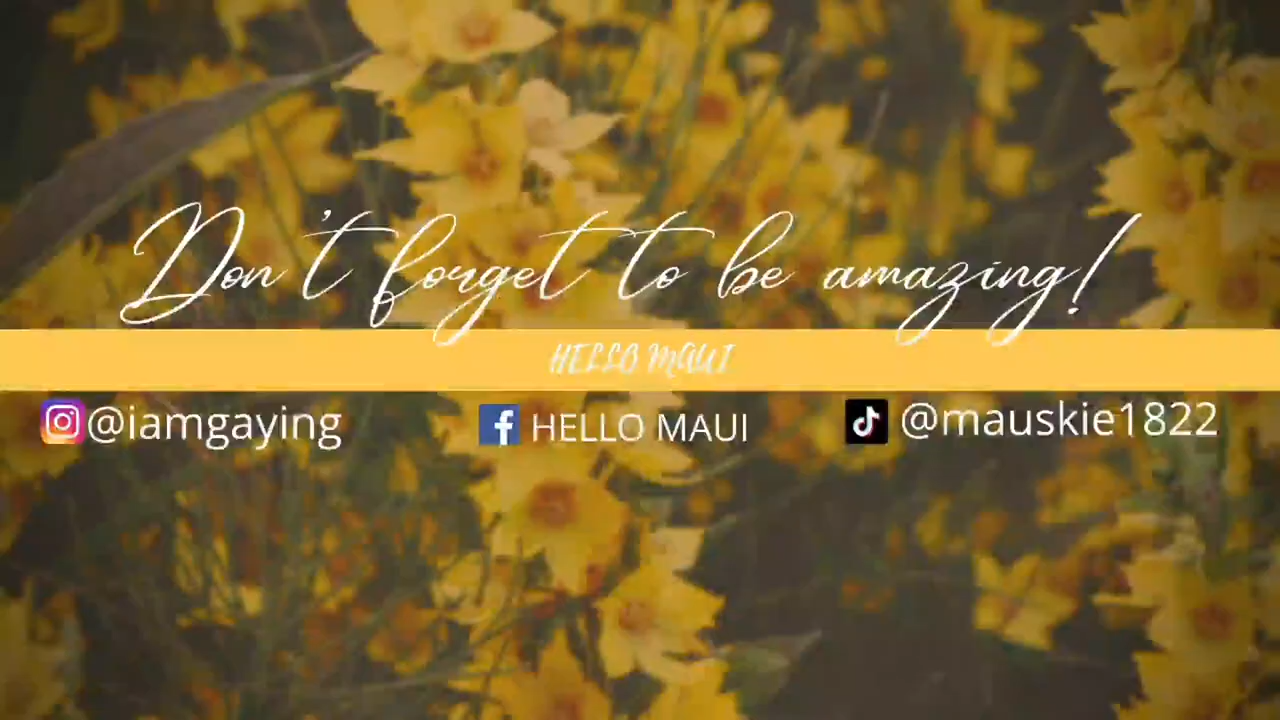 Don't forget to be amazing!
HELLO MAUI
@iamgaying
HELLO MAUI
@mauskie1822